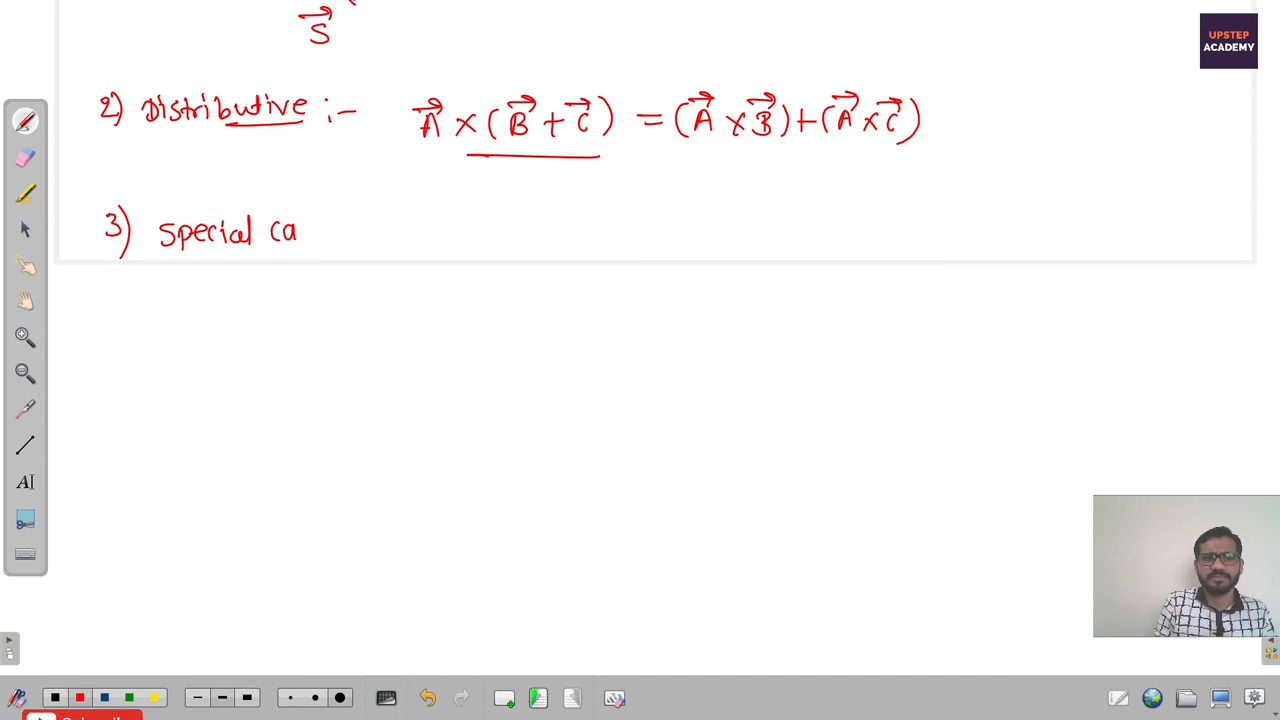 S⃗
UPSTEP
ACADEMY
2) Distributive :- A⃗ × (B⃗ + C⃗) = (A⃗ × B⃗) + (A⃗ × C⃗)
3) Special ca
A